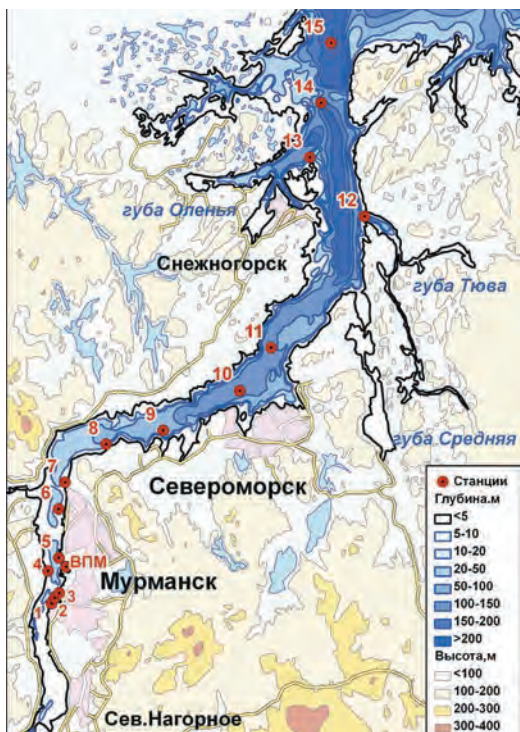 15
14
13
губа Оленья
12
Снежногорск
губа Тюва
11
10
9
8
губа Средняя
7
Североморск
6
5
ВПМ
4
Мурманск
3
2
1
Сев.Нагорное
Станции
Глубина.м
<5
5-10
10-20
20-50
50-100
100-150
150-200
>200
Высота,м
<100
100-200
200-300
300-400